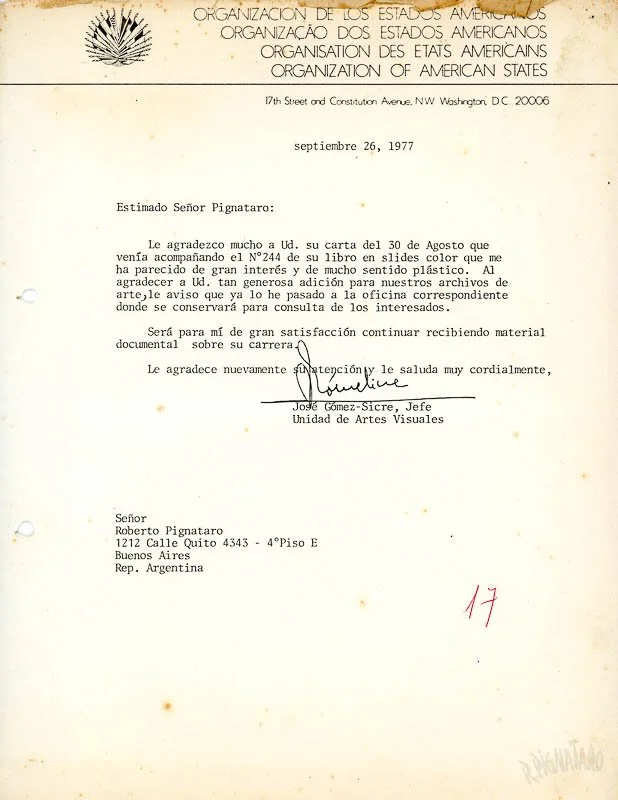 ORGANIZACION DE LOS ESTADOS AMERICANOS
ORGANIZAÇÃO DOS ESTADOS AMERICANOS
ORGANISATION DES ETATS AMERICAINS
ORGANIZATION OF AMERICAN STATES
17th Street and Constitution Avenue, N.W. Washington, D.C. 20006
septiembre 26, 1977
Estimado Señor Pignataro:
Le agradezco mucho a Ud. su carta del 30 de Agosto que
venía acompañando el N°244 de su libro en slides color que me
ha parecido de gran interés y de mucho sentido plástico. Al
agradecer a Ud. tan generosa adición para nuestros archivos de
arte,le aviso que ya lo he pasado a la oficina correspondiente
donde se conservará para consulta de los interesados.
Será para mí de gran satisfacción continuar recibiendo material
documental sobre su carrera.
Le agradece nuevamente su atención y le saluda muy cordialmente,
José Gómez-Sicre, Jefe
Unidad de Artes Visuales
Señor
Roberto Pignataro
1212 Calle Quito 4343 - 4°Piso E
Buenos Aires
Rep. Argentina
17
R.PIGNATARO